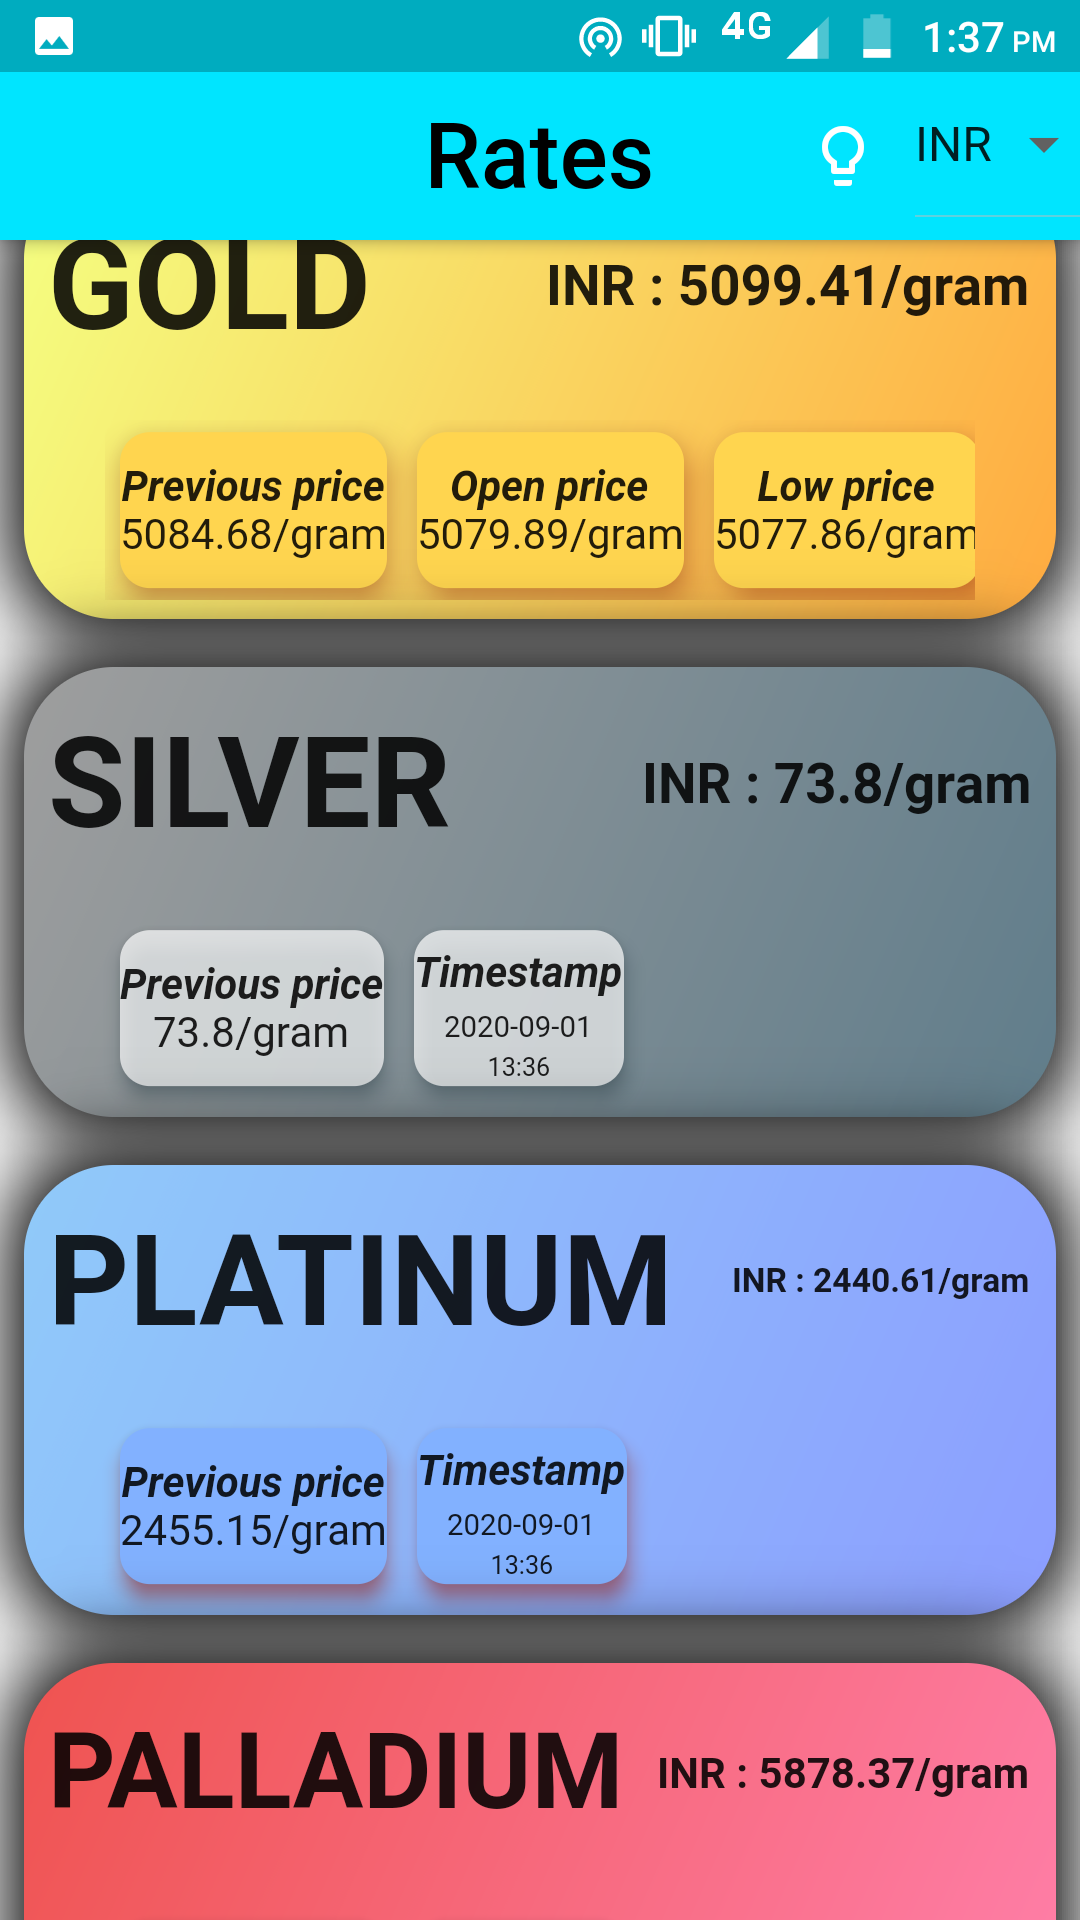 4G 1:37 PM
Rates INR
GOLD INR : 5099.41/gram
Previous price Open price Low price
5084.68/gram 5079.89/gram 5077.86/gram
SILVER INR : 73.8/gram
Previous price Timestamp
73.8/gram 2020-09-01
13:36
PLATINUM INR : 2440.61/gram
Previous price Timestamp
2455.15/gram 2020-09-01
13:36
PALLADIUM INR : 5878.37/gram